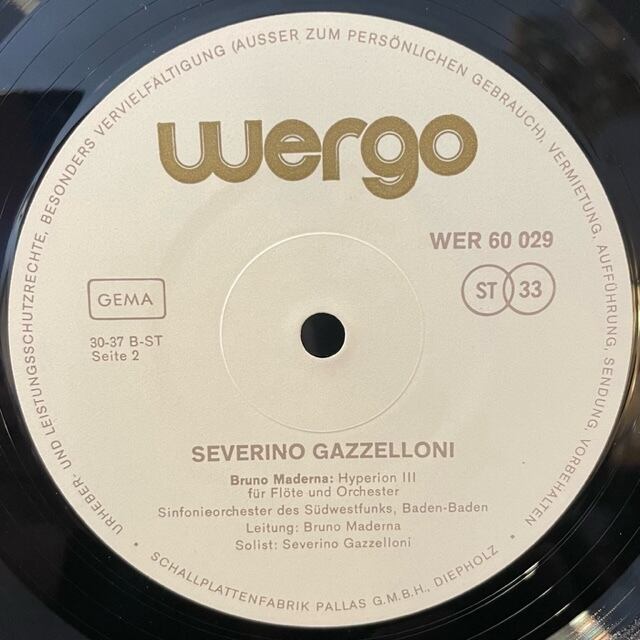 URHEBER- UND LEISTUNGSSCHUTZRECHTE, BESONDERS VERVIELFÄLTIGUNG (AUSSER ZUM PERSÖNLICHEN GEBRAUCH), VERMIETUNG, AUFFÜHRUNG, SENDUNG, VORBEHALTEN
wergo
WER 60 029
GEMA
ST 33
30-37 B-ST
Seite 2
SEVERINO GAZZELLONI
Bruno Maderna: Hyperion III
für Flöte und Orchester
Sinfonieorchester des Südwestfunks, Baden-Baden
Leitung: Bruno Maderna
Solist: Severino Gazzelloni
• SCHALLPLATTENFABRIK PALLAS G.M.B.H., DIEPHOLZ •